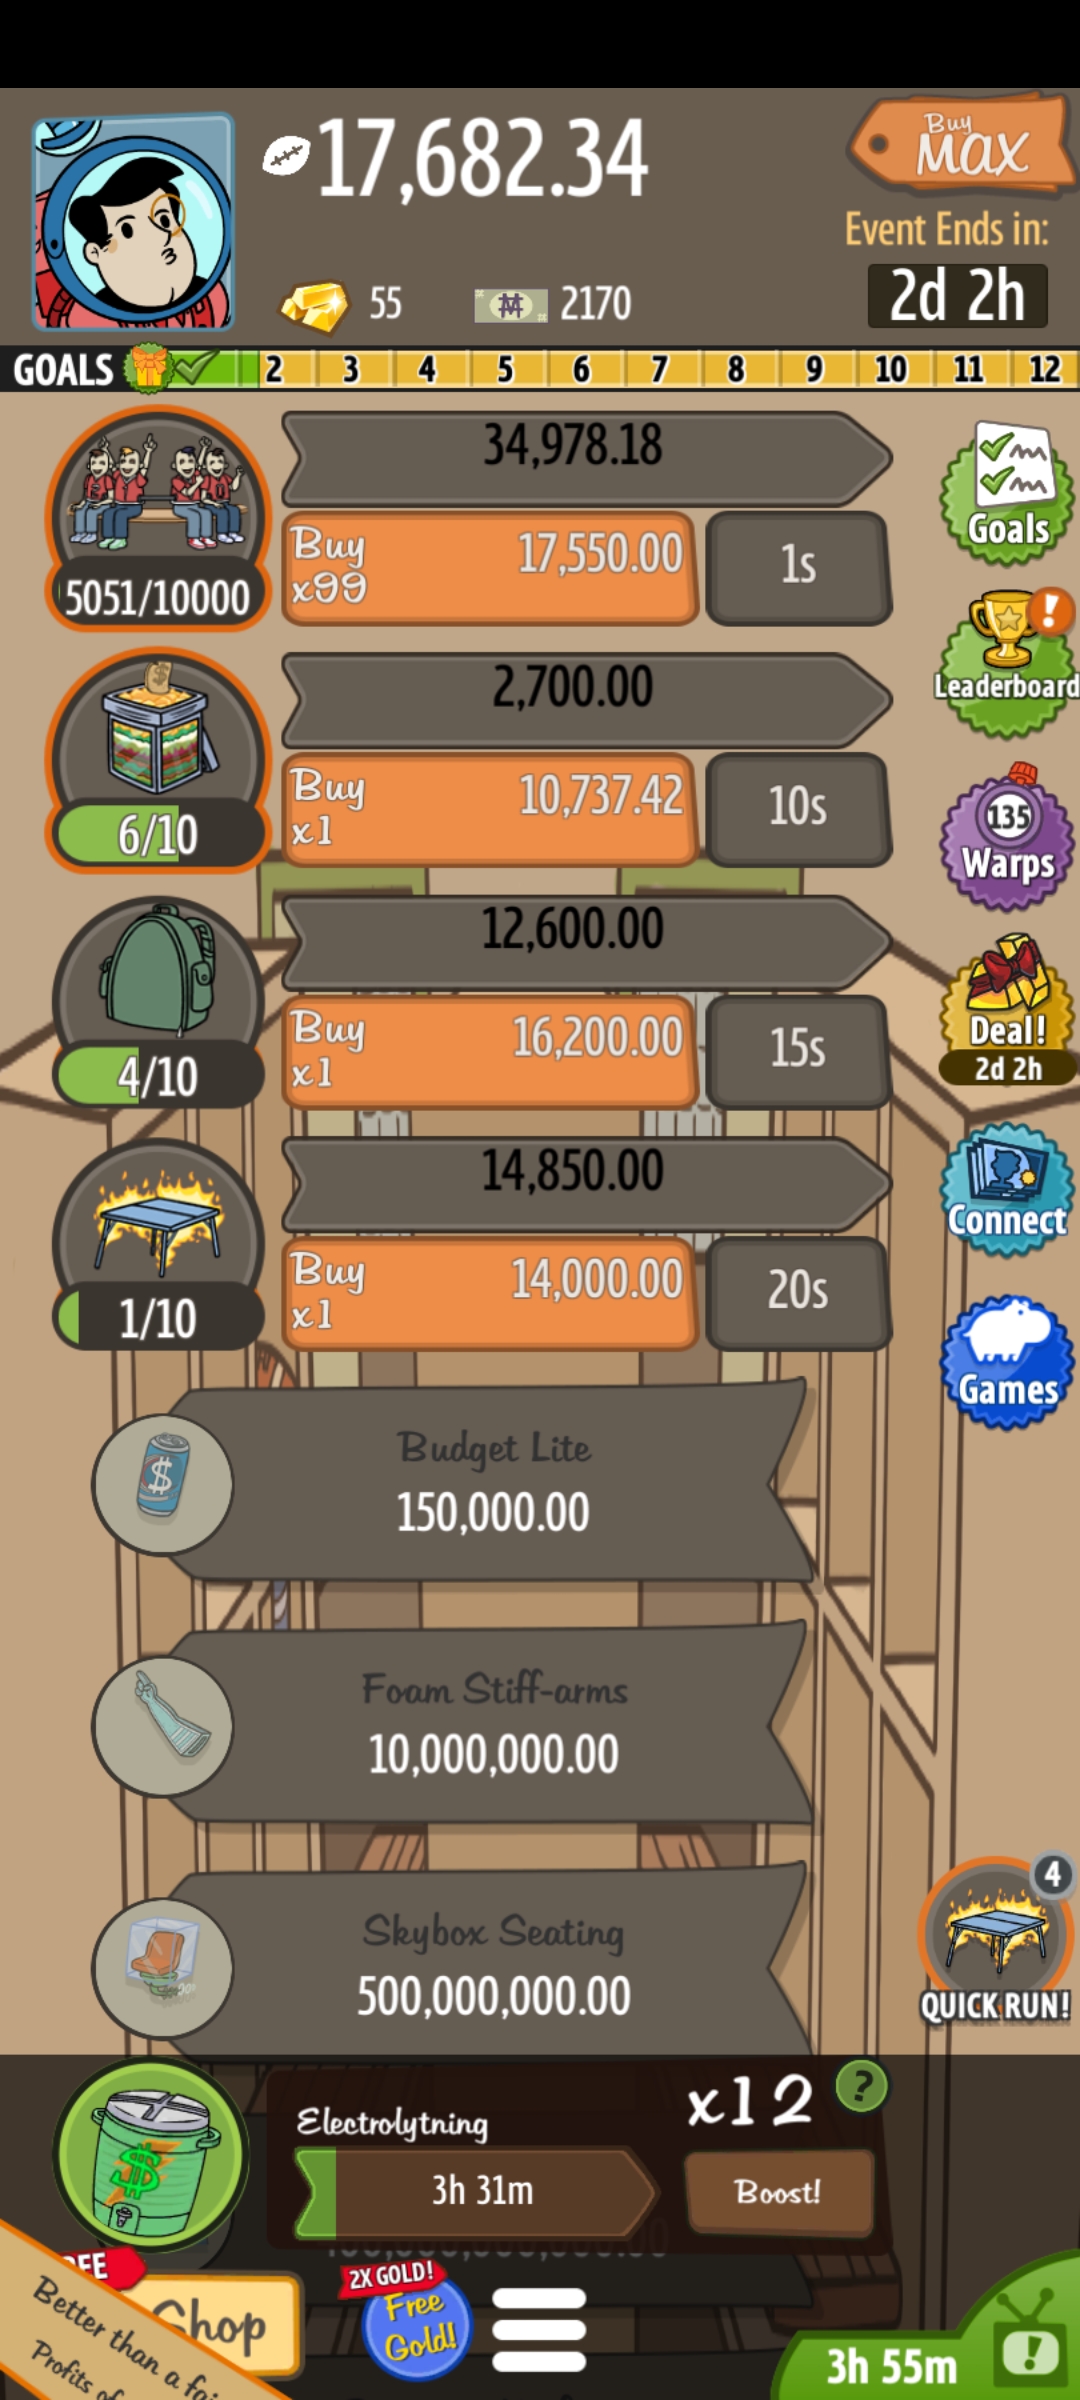 17,682.34
Buy
MAX
Event Ends in:
2d 2h
55
2170
GOALS 2 3 4 5 6 7 8 9 10 11 12
34,978.18
Buy
x99
17,550.00
1s
5051/10000
Goals
2,700.00
Buy
x1
10,737.42
10s
6/10
Leaderboard
135
Warps
12,600.00
Buy
x1
16,200.00
15s
4/10
Deal!
2d 2h
14,850.00
Buy
x1
14,000.00
20s
1/10
Connect
Games
Budget Lite
150,000.00
Foam Stiff-arms
10,000,000.00
Skybox Seating
500,000,000.00
4
QUICK RUN!
Electrolytning
x12
?
3h 31m
Boost!
Shop
Better than a
Profits
2X GOLD!
Free
Gold!
3h 55m